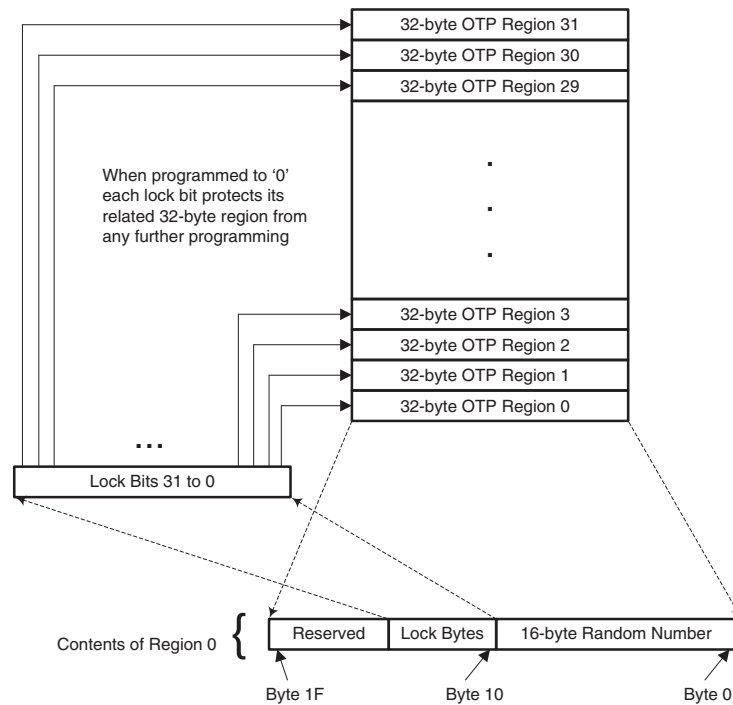 32-byte OTP Region 31
32-byte OTP Region 30
32-byte OTP Region 29
When programmed to ‘0’
each lock bit protects its
related 32-byte region from
any further programming
.
.
.
32-byte OTP Region 3
32-byte OTP Region 2
32-byte OTP Region 1
32-byte OTP Region 0
...
Lock Bits 31 to 0
Contents of Region 0 {
Reserved
Lock Bytes
16-byte Random Number
Byte 1F
Byte 10
Byte 0